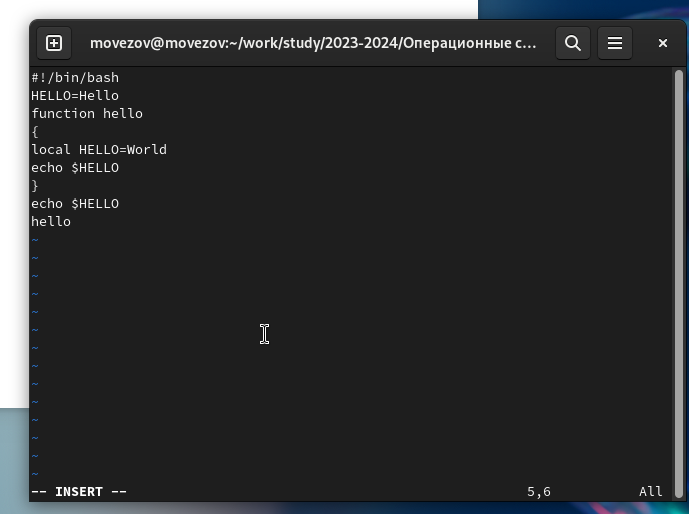 movezov@movezov:~/work/study/2023-2024/Операционные с…
#!/bin/bash
HELLO=Hello
function hello
{
local HELLO=World
echo $HELLO
}
echo $HELLO
hello
~
~
~
~
~
~
~
~
~
~
~
~
~
~
-- INSERT -- 5,6 All